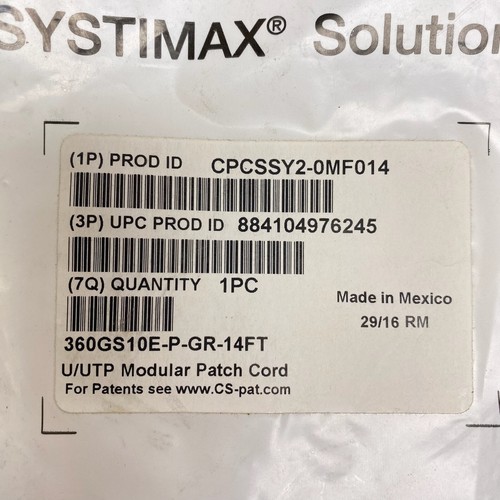 SYSTIMAX® Solution
(1P) PROD ID CPCSSY2-0MF014
(3P) UPC PROD ID 884104976245
(7Q) QUANTITY 1PC
Made in Mexico
29/16 RM
360GS10E-P-GR-14FT
U/UTP Modular Patch Cord
For Patents see www.CS-pat.com